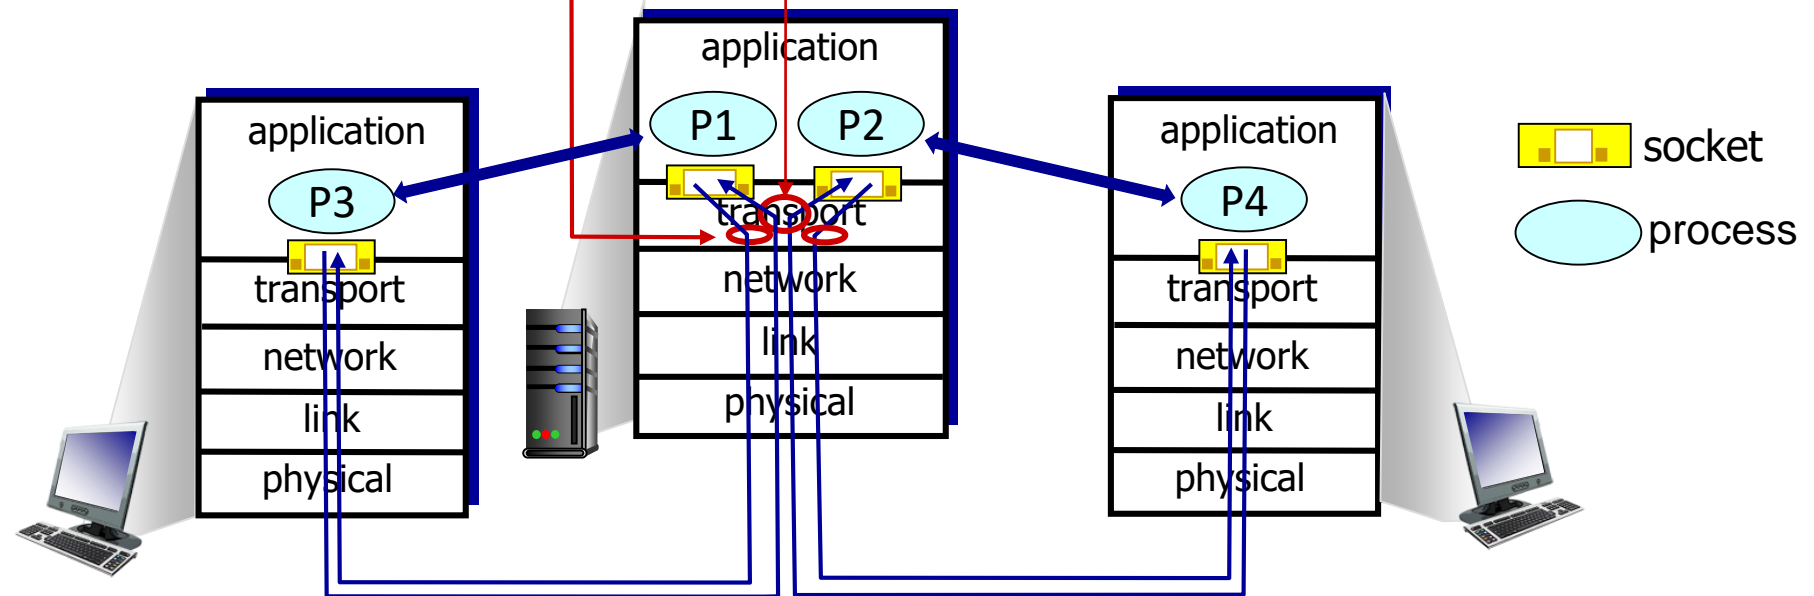 application
P3
transport
network
link
physical
application
P1
P2
transport
network
link
physical
application
P4
transport
network
link
physical
socket
process